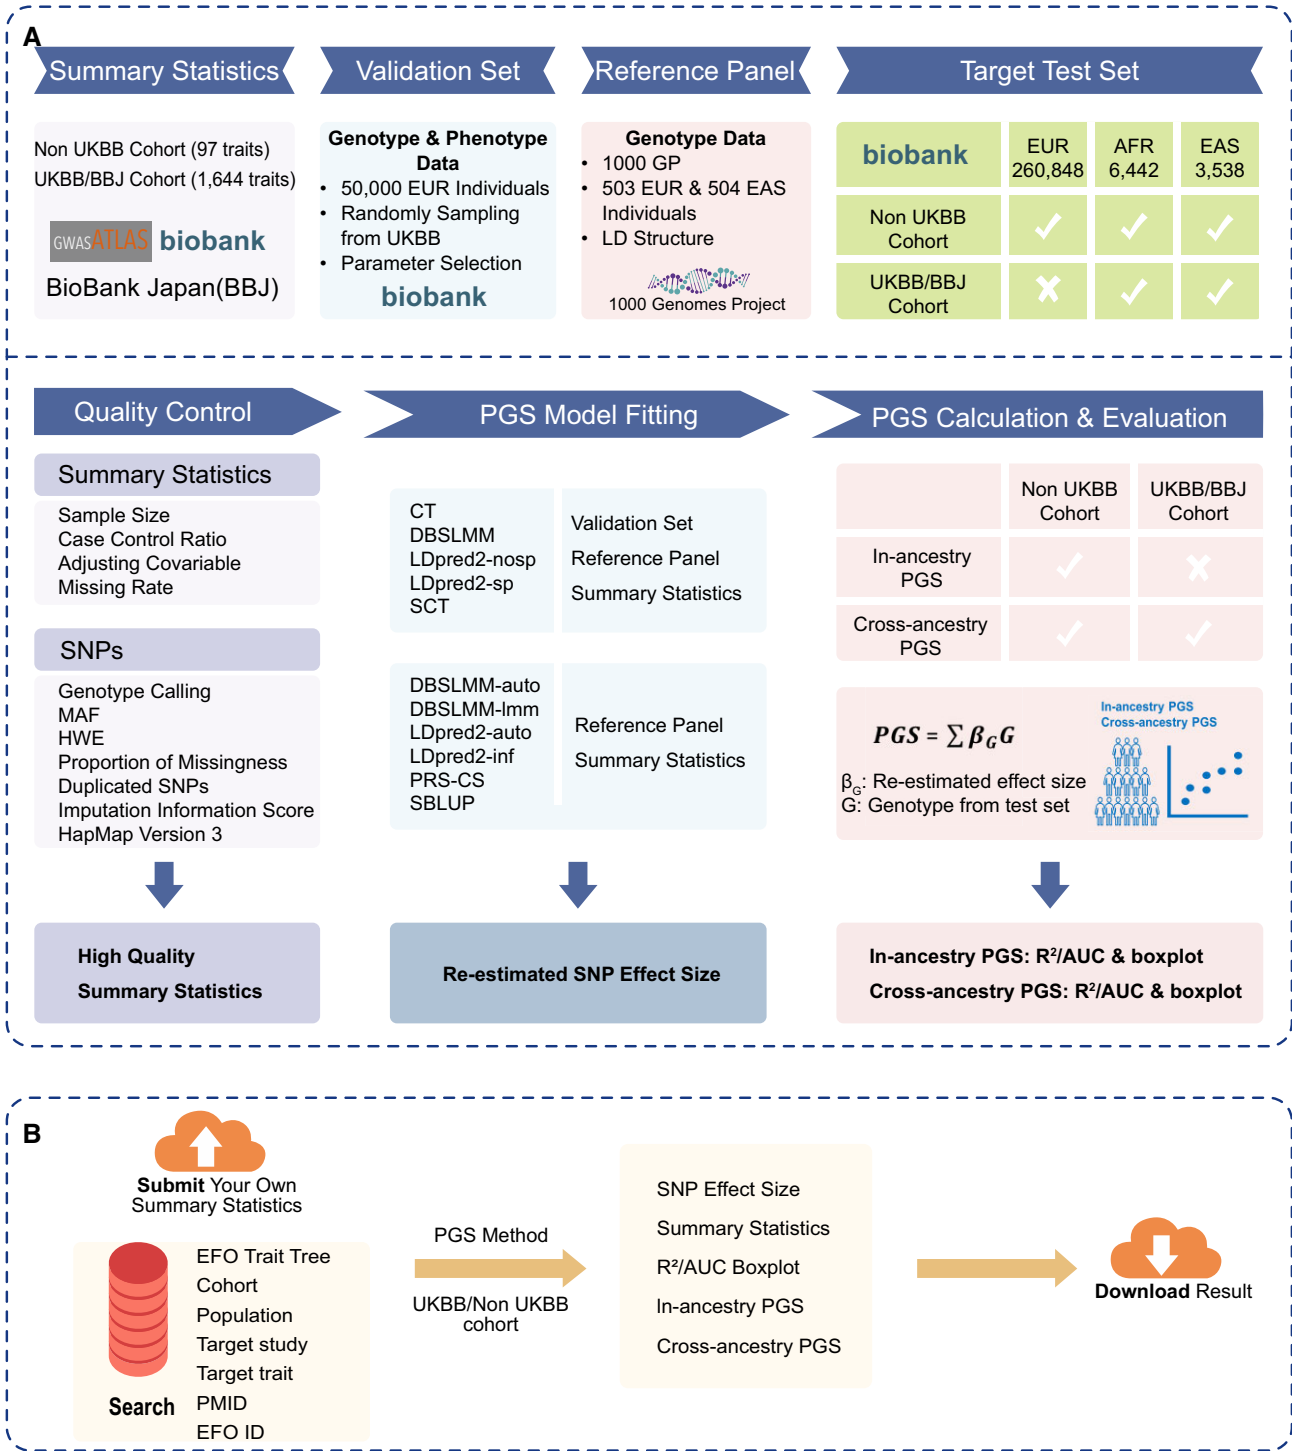 A
Summary Statistics
Validation Set
Reference Panel
Target Test Set
Non UKBB Cohort (97 traits)
UKBB/BBJ Cohort (1,644 traits)
GWASATLAS biobank
BioBank Japan(BBJ)
Genotype & Phenotype
Data
• 50,000 EUR Individuals
• Randomly Sampling
from UKBB
• Parameter Selection
biobank
Genotype Data
• 1000 GP
• 503 EUR & 504 EAS
Individuals
• LD Structure
1000 Genomes Project
biobank
EUR
260,848
AFR
6,442
EAS
3,538
Non UKBB
Cohort
UKBB/BBJ
Cohort
Quality Control
PGS Model Fitting
PGS Calculation & Evaluation
Summary Statistics
Sample Size
Case Control Ratio
Adjusting Covariable
Missing Rate
SNPs
Genotype Calling
MAF
HWE
Proportion of Missingness
Duplicated SNPs
Imputation Information Score
HapMap Version 3
High Quality
Summary Statistics
CT
DBSLMM
LDpred2-nosp
LDpred2-sp
SCT
Validation Set
Reference Panel
Summary Statistics
DBSLMM-auto
DBSLMM-lmm
LDpred2-auto
LDpred2-inf
PRS-CS
SBLUP
Reference Panel
Summary Statistics
Re-estimated SNP Effect Size
Non UKBB
Cohort
UKBB/BBJ
Cohort
In-ancestry
PGS
Cross-ancestry
PGS
PGS = ∑ β_G G
β_G: Re-estimated effect size
G: Genotype from test set
In-ancestry PGS
Cross-ancestry PGS
In-ancestry PGS: R²/AUC & boxplot
Cross-ancestry PGS: R²/AUC & boxplot
B
Submit Your Own
Summary Statistics
Search
EFO Trait Tree
Cohort
Population
Target study
Target trait
PMID
EFO ID
PGS Method
UKBB/Non UKBB
cohort
SNP Effect Size
Summary Statistics
R²/AUC Boxplot
In-ancestry PGS
Cross-ancestry PGS
Download Result